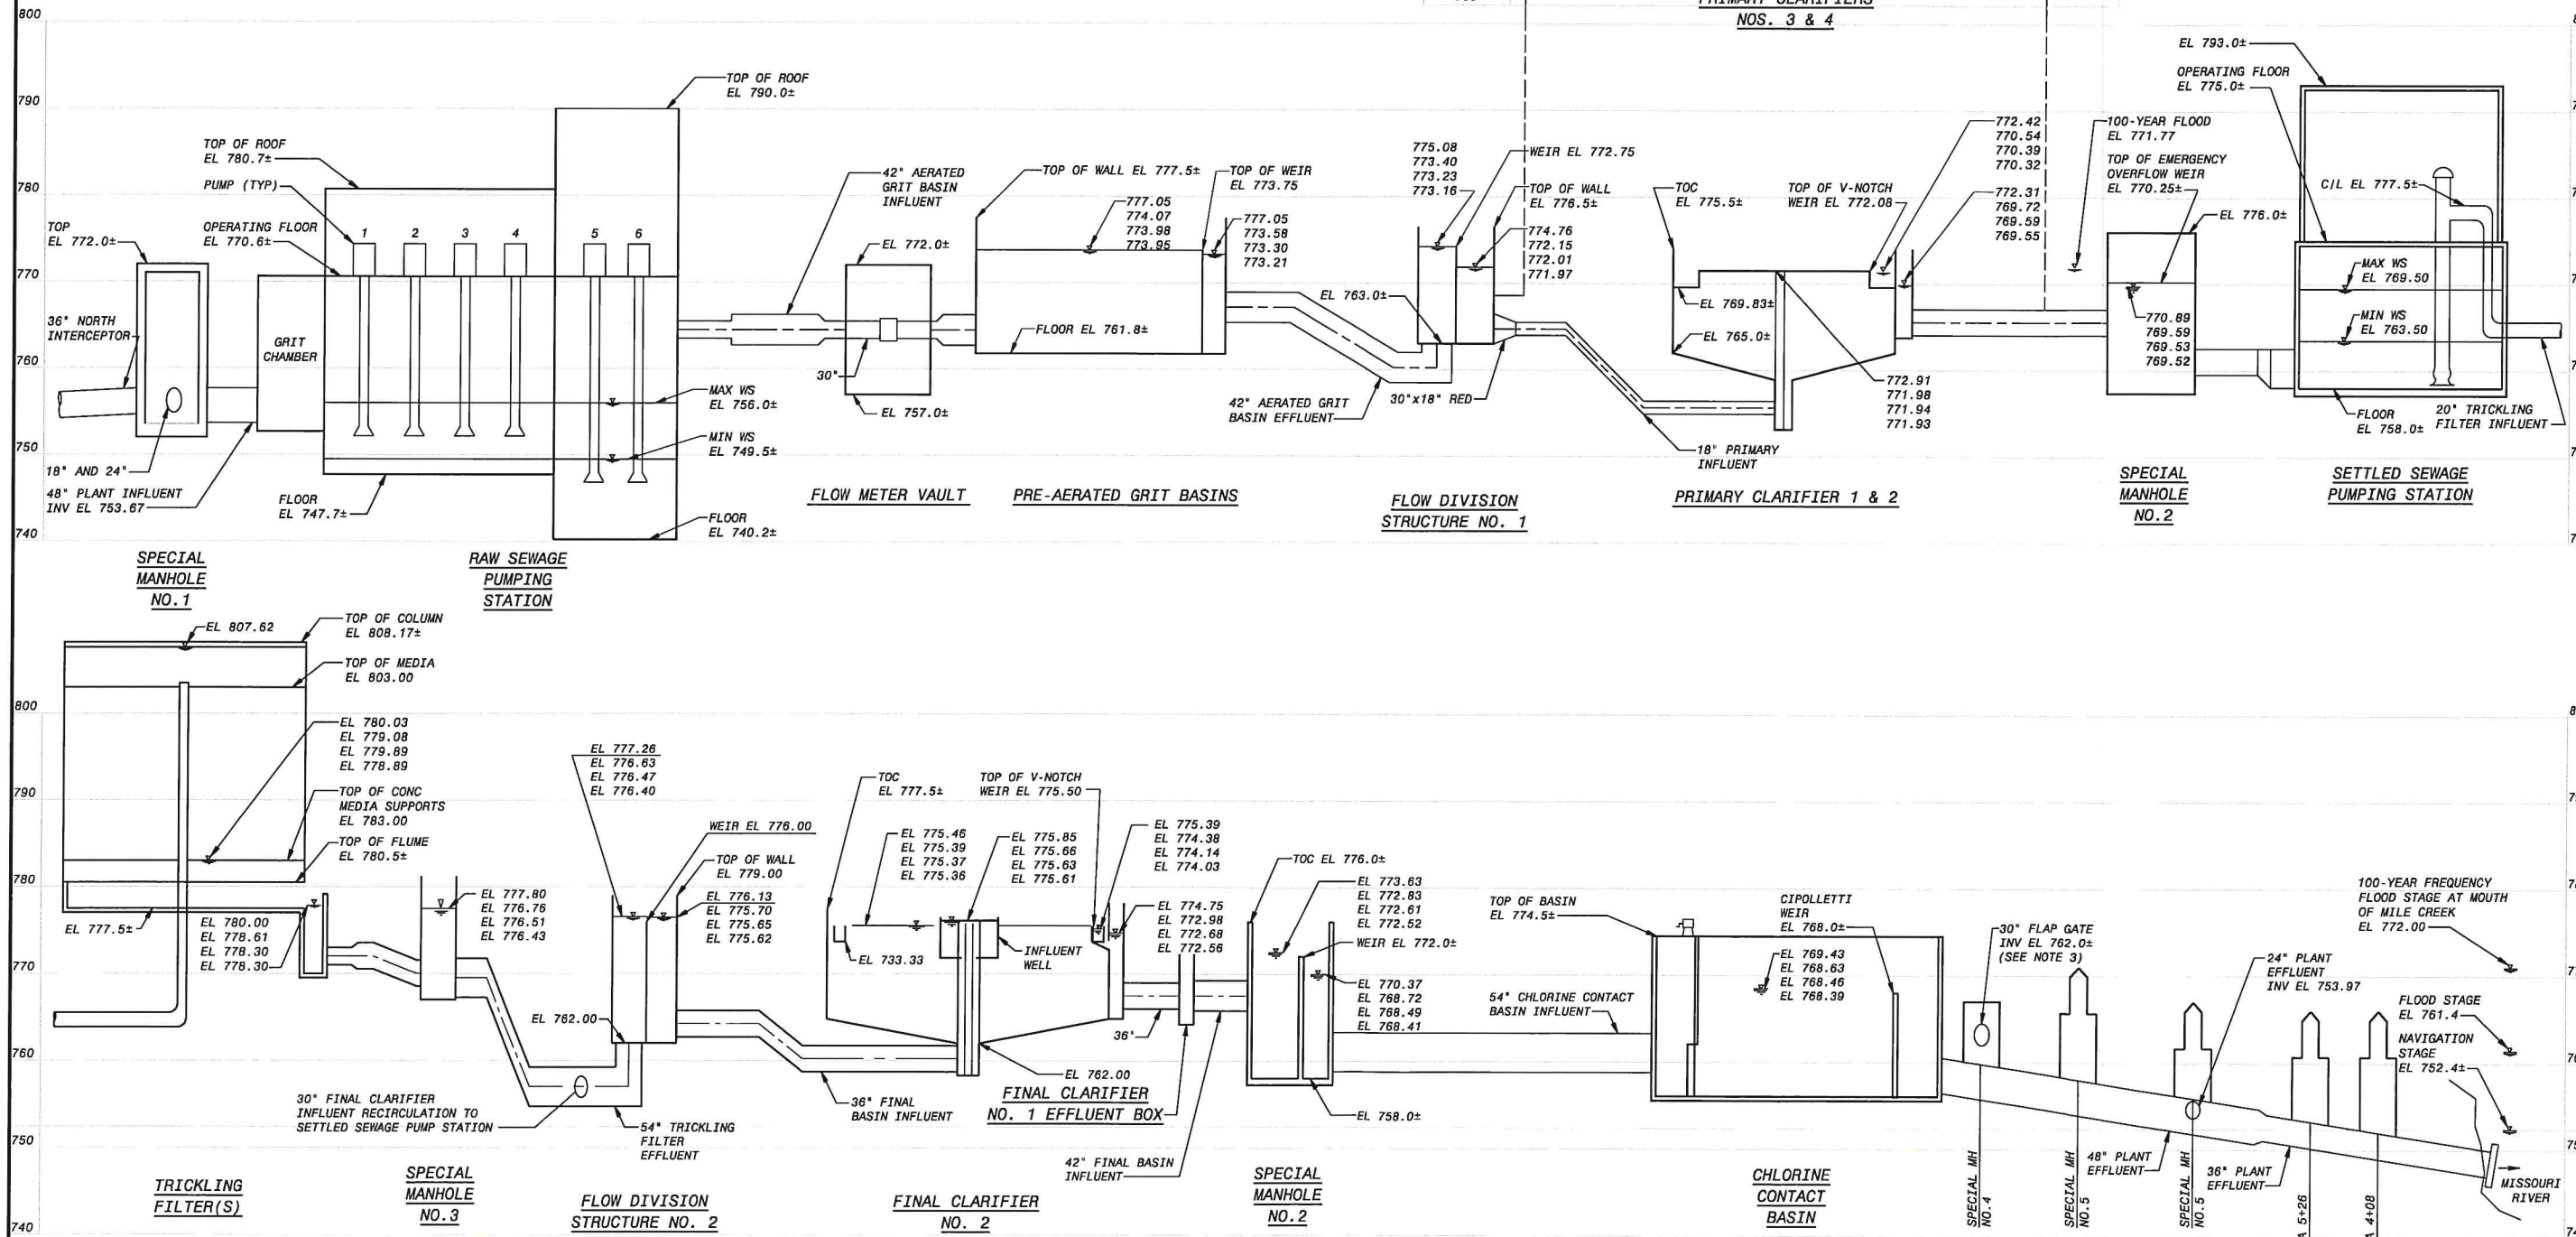 PRIMARY CLARIFIERS
NOS. 3 & 4
800
790
780
770
760
750
740
TOP
EL 772.0±
36" NORTH
INTERCEPTOR
18" AND 24"
48" PLANT INFLUENT
INV EL 753.67
SPECIAL
MANHOLE
NO.1
TOP OF ROOF
EL 780.7±
PUMP (TYP)
OPERATING FLOOR
EL 770.6±
GRIT
CHAMBER
1
2
3
4
5
6
FLOOR
EL 747.7±
TOP OF ROOF
EL 790.0±
MAX WS
EL 756.0±
MIN WS
EL 749.5±
FLOOR
EL 740.2±
RAW SEWAGE
PUMPING
STATION
42" AERATED
GRIT BASIN
INFLUENT
EL 772.0±
30"
EL 757.0±
FLOW METER VAULT
TOP OF WALL EL 777.5±
777.05
774.07
773.98
773.95
TOP OF WEIR
EL 773.75
777.05
773.58
773.30
773.21
FLOOR EL 761.8±
PRE-AERATED GRIT BASINS
775.08
773.40
773.23
773.16
WEIR EL 772.75
TOP OF WALL
EL 776.5±
774.76
772.15
772.01
771.97
EL 763.0±
42" AERATED GRIT
BASIN EFFLUENT
30"x18" RED
18" PRIMARY
INFLUENT
FLOW DIVISION
STRUCTURE NO. 1
TOC
EL 775.5±
TOP OF V-NOTCH
WEIR EL 772.08
EL 769.83±
EL 765.0±
772.42
770.54
770.39
770.32
772.31
769.72
769.59
769.55
772.91
771.98
771.94
771.93
PRIMARY CLARIFIER 1 & 2
100-YEAR FLOOD
EL 771.77
TOP OF EMERGENCY
OVERFLOW WEIR
EL 770.25±
EL 776.0±
770.89
769.59
769.53
769.52
SPECIAL
MANHOLE
NO.2
EL 793.0±
OPERATING FLOOR
EL 775.0±
C/L EL 777.5±
MAX WS
EL 769.50
MIN WS
EL 763.50
FLOOR
EL 758.0±
20" TRICKLING
FILTER INFLUENT
SETTLED SEWAGE
PUMPING STATION
800
790
780
770
760
750
740
EL 807.62
TOP OF COLUMN
EL 808.17±
TOP OF MEDIA
EL 803.00
EL 780.03
EL 779.08
EL 779.89
EL 778.89
TOP OF CONC
MEDIA SUPPORTS
EL 783.00
TOP OF FLUME
EL 780.5±
EL 777.5±
EL 780.00
EL 778.61
EL 778.30
EL 778.30
TRICKLING
FILTER(S)
EL 777.80
EL 776.76
EL 776.51
EL 776.43
SPECIAL
MANHOLE
NO.3
30" FINAL CLARIFIER
INFLUENT RECIRCULATION TO
SETTLED SEWAGE PUMP STATION
EL 777.26
EL 776.63
EL 776.47
EL 776.40
WEIR EL 776.00
TOP OF WALL
EL 779.00
EL 776.13
EL 775.70
EL 775.65
EL 775.62
EL 762.00
54" TRICKLING
FILTER
EFFLUENT
FLOW DIVISION
STRUCTURE NO. 2
TOC
EL 777.5±
TOP OF V-NOTCH
WEIR EL 775.50
EL 775.46
EL 775.39
EL 775.37
EL 775.36
EL 775.85
EL 775.66
EL 775.63
EL 775.61
EL 733.33
INFLUENT
WELL
EL 775.39
EL 774.38
EL 774.14
EL 774.03
EL 774.75
EL 772.98
EL 772.68
EL 772.56
36" FINAL
BASIN INFLUENT
EL 762.00
36"
FINAL CLARIFIER
NO. 1 EFFLUENT BOX
42" FINAL BASIN
INFLUENT
FINAL CLARIFIER
NO. 2
TOC EL 776.0±
EL 773.63
EL 772.83
EL 772.61
EL 772.52
WEIR EL 772.0±
EL 770.37
EL 768.72
EL 768.49
EL 768.41
EL 758.0±
SPECIAL
MANHOLE
NO.2
54" CHLORINE CONTACT
BASIN INFLUENT
TOP OF BASIN
EL 774.5±
CIPOLLETTI
WEIR
EL 768.0±
EL 769.43
EL 768.63
EL 768.46
EL 768.39
CHLORINE
CONTACT
BASIN
30" FLAP GATE
INV EL 762.0±
(SEE NOTE 3)
24" PLANT
EFFLUENT
INV EL 753.97
100-YEAR FREQUENCY
FLOOD STAGE AT MOUTH
OF MILE CREEK
EL 772.00
FLOOD STAGE
EL 761.4
NAVIGATION
STAGE
EL 752.4±
SPECIAL MH
NO.4
SPECIAL MH
NO.5
48" PLANT
EFFLUENT
SPECIAL MH
NO.5
36" PLANT
EFFLUENT
5+26
4+08
MISSOURI
RIVER